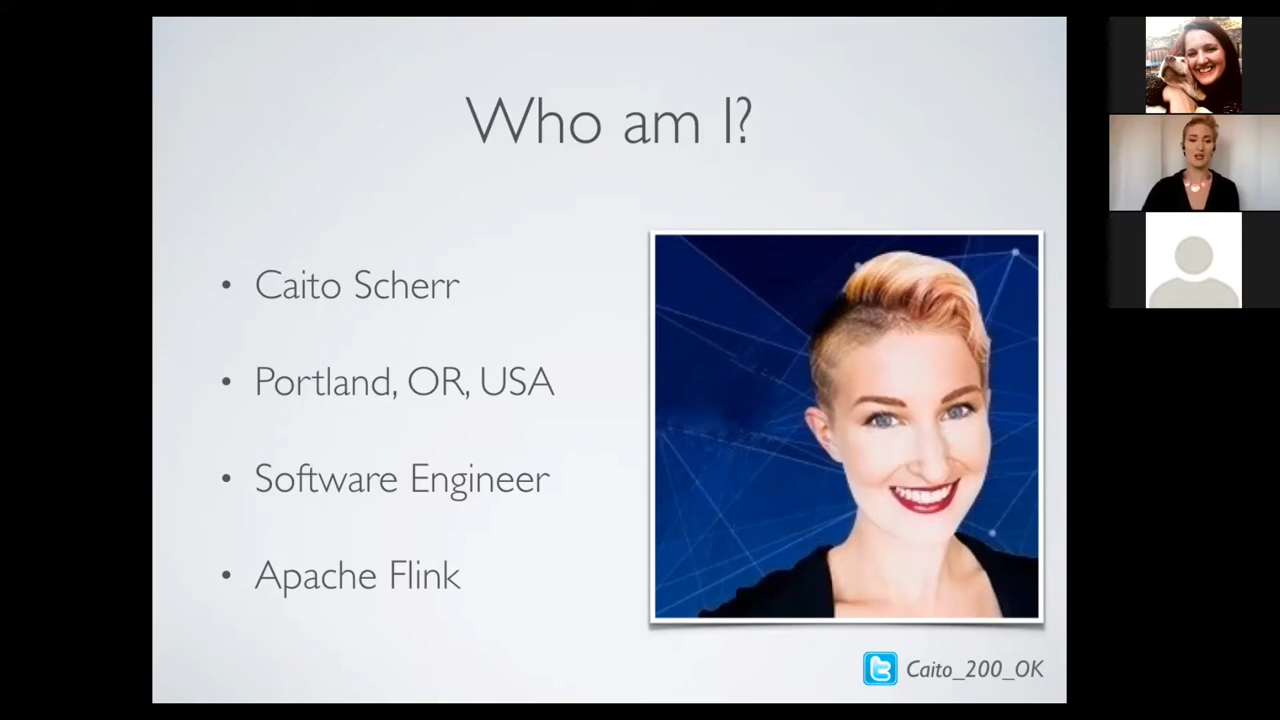 Who am I?
• Caito Scherr
• Portland, OR, USA
• Software Engineer
• Apache Flink
Caito_200_OK